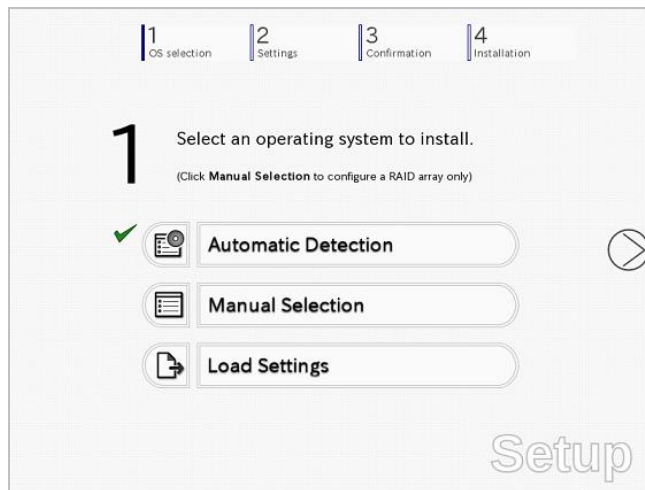 1
OS selection
2
Settings
3
Confirmation
4
Installation
1
Select an operating system to install.
(Click Manual Selection to configure a RAID array only)
Automatic Detection
Manual Selection
Load Settings
Setup